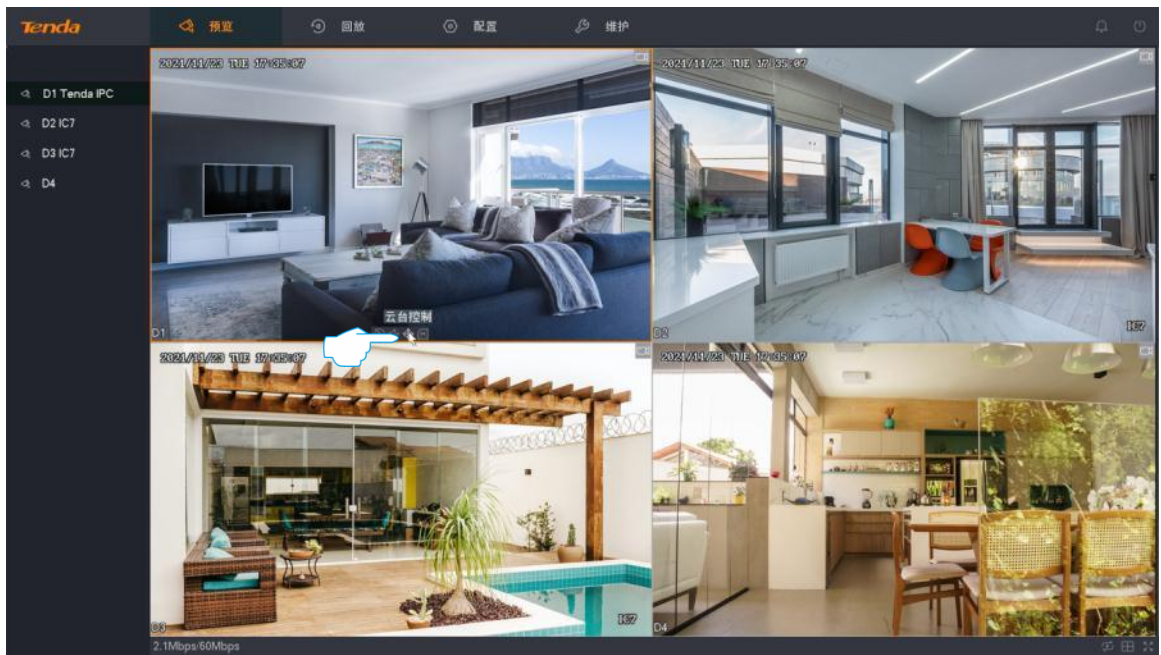 Tenda 预览 回放 配置 维护
D1 Tenda IPC
D2 IC7
D3 IC7
D4
2021/11/23 TUE 17:35:07
2021/11/23 TUE 17:35:07
云台控制
D1
D2
IC7
2021/11/23 TUE 17:35:07
2021/11/23 TUE 17:35:07
D3
IC7
D4
2.1Mbps/60Mbps